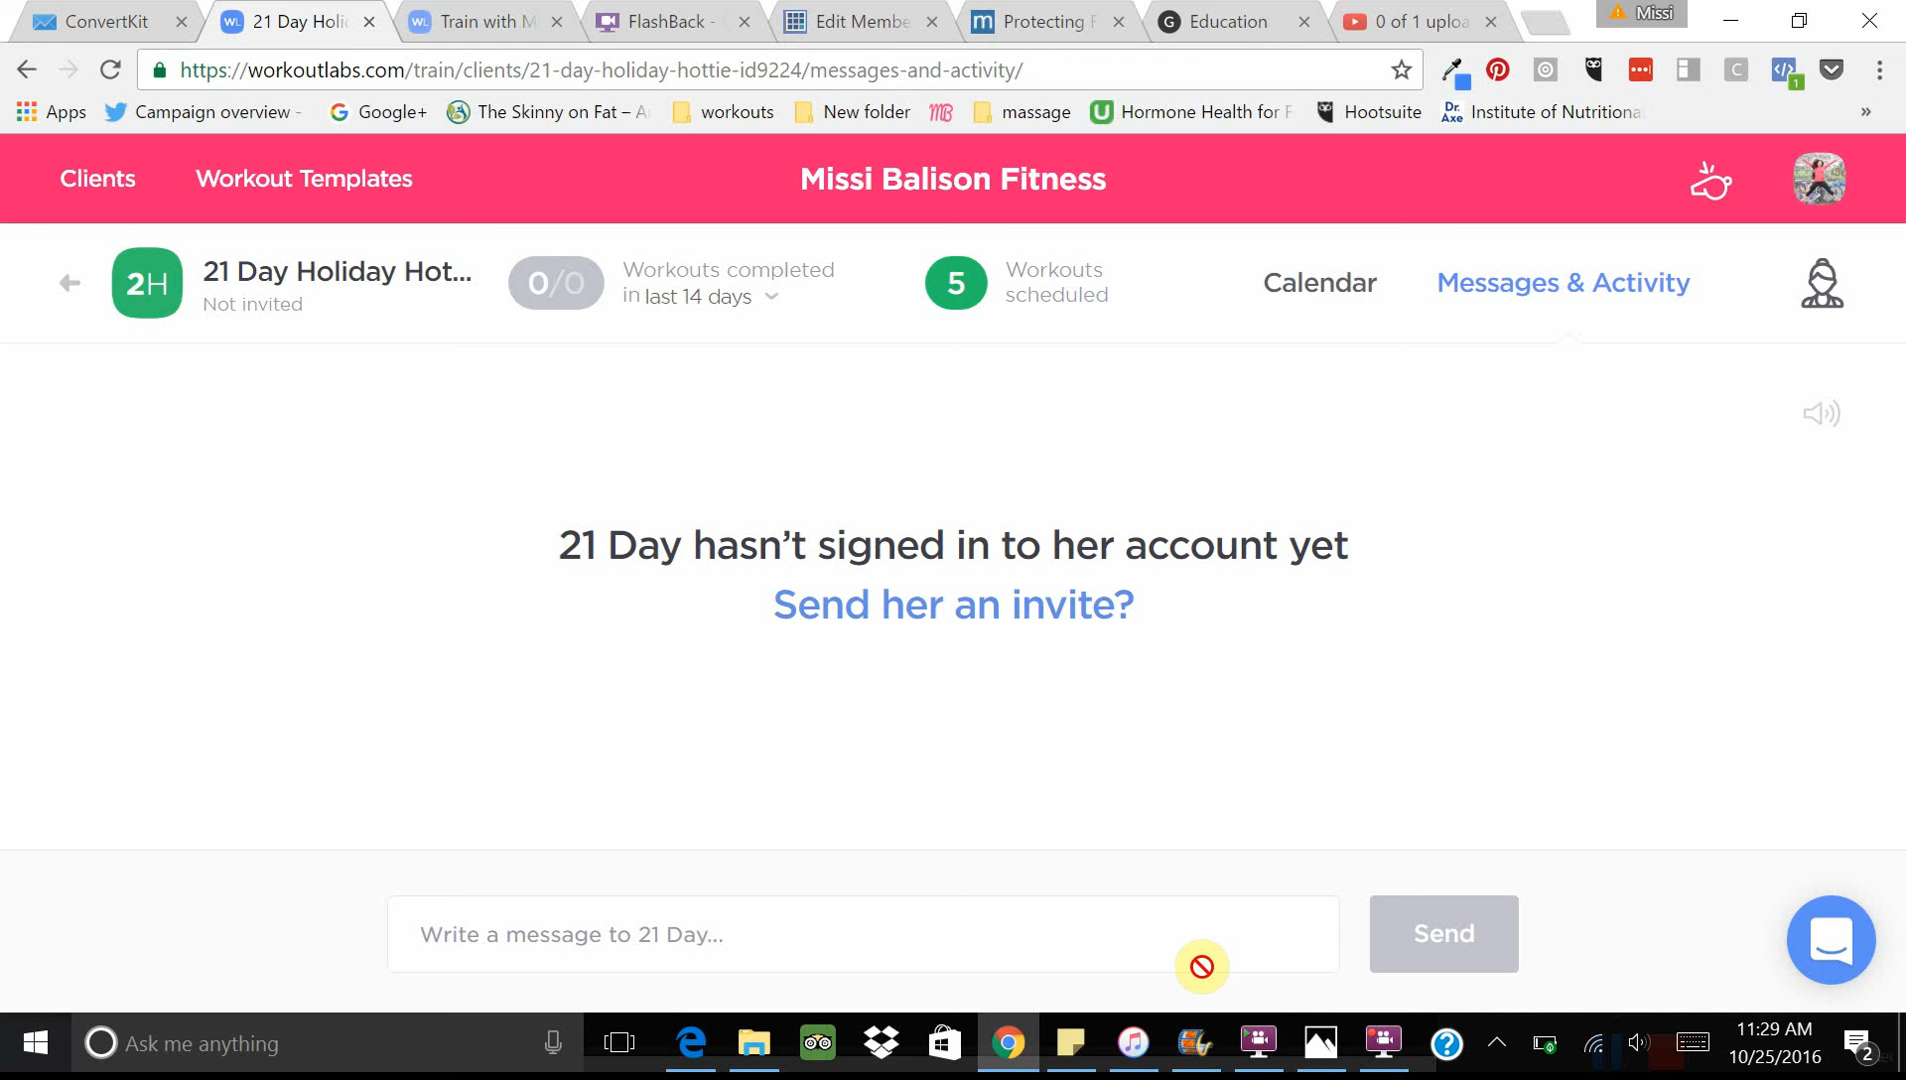 ConvertKit
21 Day Holi
Train with M
FlashBack -
Edit Membe
Protecting F
Education
0 of 1 uploa
Missi
https://workoutlabs.com/train/clients/21-day-holiday-hottie-id9224/messages-and-activity/
Apps
Campaign overview -
Google+
The Skinny on Fat – A
workouts
New folder
massage
Hormone Health for F
Hootsuite
Dr. Axe
Institute of Nutritiona
»
Clients
Workout Templates
Missi Balison Fitness
2H
21 Day Holiday Hot...
Not invited
0/0
Workouts completed
in last 14 days
5
Workouts
scheduled
Calendar
Messages & Activity
21 Day hasn’t signed in to her account yet
Send her an invite?
Write a message to 21 Day...
Send
Ask me anything
11:29 AM
10/25/2016
2